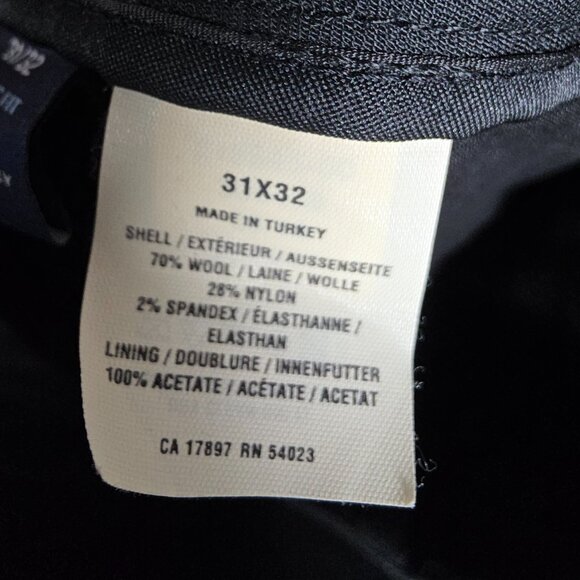 31X32
MADE IN TURKEY
SHELL / EXTÉRIEUR / AUSSENSEITE
70% WOOL / LAINE / WOLLE
28% NYLON
2% SPANDEX / ÉLASTHANNE /
ELASTHAN
LINING / DOUBLURE / INNENFUTTER
100% ACETATE / ACÉTATE / ACETAT
CA 17897 RN 54023